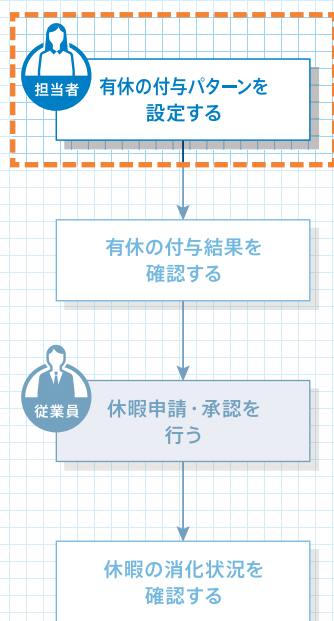 担当者
有休の付与パターンを
設定する
有休の付与結果を
確認する
従業員
休暇申請・承認を
行う
休暇の消化状況を
確認する